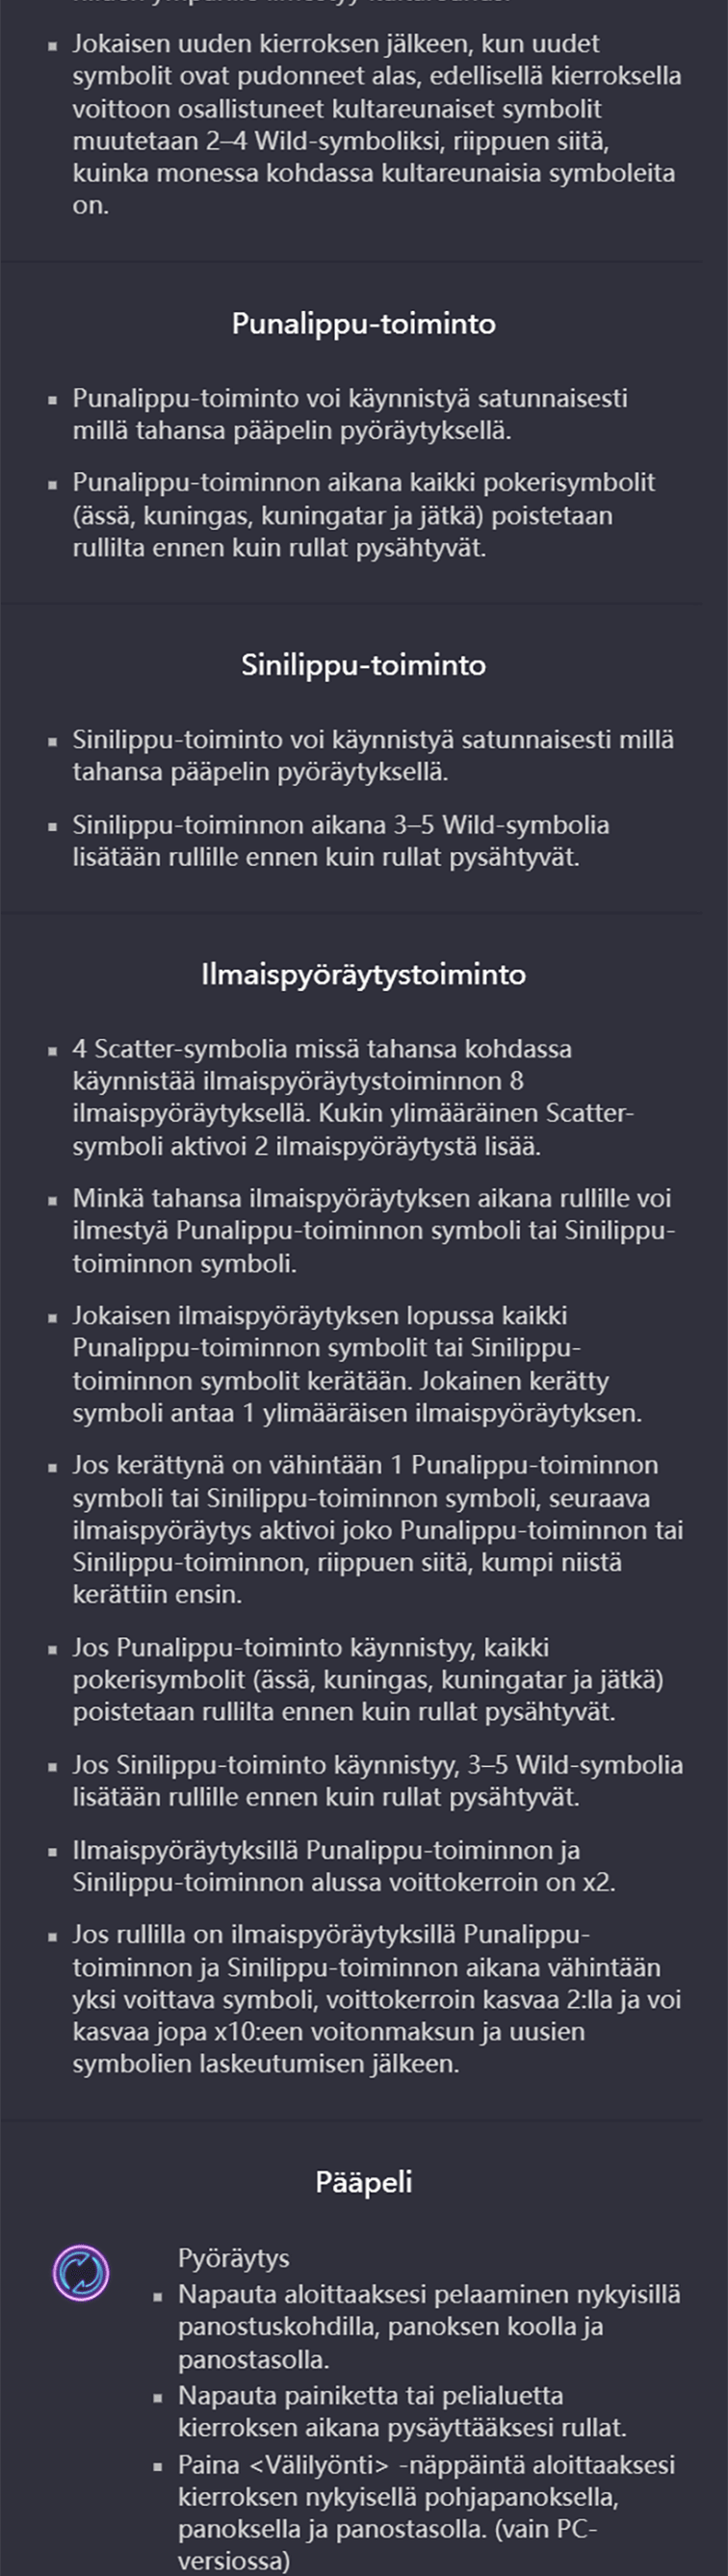 Jokaisen uuden kierroksen jälkeen, kun uudet
symbolit ovat pudonneet alas, edellisellä kierroksella
voittoon osallistuneet kultareunaiset symbolit
muutetaan 2–4 Wild-symboliksi, riippuen siitä,
kuinka monessa kohdassa kultareunaisia symboleita
on.
Punalippu-toiminto
Punalippu-toiminto voi käynnistyä satunnaisesti
millä tahansa pääpelin pyöräytyksellä.
Punalippu-toiminnon aikana kaikki pokerisymbolit
(ässä, kuningas, kuningatar ja jätkä) poistetaan
rullilta ennen kuin rullat pysähtyvät.
Sinilippu-toiminto
Sinilippu-toiminto voi käynnistyä satunnaisesti millä
tahansa pääpelin pyöräytyksellä.
Sinilippu-toiminnon aikana 3–5 Wild-symbolia
lisätään rullille ennen kuin rullat pysähtyvät.
Ilmaispyöräytystoiminto
4 Scatter-symbolia missä tahansa kohdassa
käynnistää ilmaispyöräytystoiminnon 8
ilmaispyöräytyksellä. Kukin ylimääräinen Scatter-
symboli aktivoi 2 ilmaispyöräytystä lisää.
Minkä tahansa ilmaispyöräytyksen aikana rullille voi
ilmestyä Punalippu-toiminnon symboli tai Sinilippu-
toiminnon symboli.
Jokaisen ilmaispyöräytyksen lopussa kaikki
Punalippu-toiminnon symbolit tai Sinilippu-
toiminnon symbolit kerätään. Jokainen kerätty
symboli antaa 1 ylimääräisen ilmaispyöräytyksen.
Jos kerättynä on vähintään 1 Punalippu-toiminnon
symboli tai Sinilippu-toiminnon symboli, seuraava
ilmaispyöräytys aktivoi joko Punalippu-toiminnon tai
Sinilippu-toiminnon, riippuen siitä, kumpi niistä
kerättiin ensin.
Jos Punalippu-toiminto käynnistyy, kaikki
pokerisymbolit (ässä, kuningas, kuningatar ja jätkä)
poistetaan rullilta ennen kuin rullat pysähtyvät.
Jos Sinilippu-toiminto käynnistyy, 3–5 Wild-symbolia
lisätään rullille ennen kuin rullat pysähtyvät.
Ilmaispyöräytyksillä Punalippu-toiminnon ja
Sinilippu-toiminnon alussa voittokerroin on x2.
Jos rullilla on ilmaispyöräytyksillä Punalippu-
toiminnon ja Sinilippu-toiminnon aikana vähintään
yksi voittava symboli, voittokerroin kasvaa 2:lla ja voi
kasvaa jopa x10:een voitonmaksun ja uusien
symbolien laskeutumisen jälkeen.
Pääpeli
Pyöräytys
Napauta aloittaaksesi pelaaminen nykyisillä
panostuskohdilla, panoksen koolla ja
panostasolla.
Napauta painiketta tai pelialuetta
kierroksen aikana pysäyttääksesi rullat.
Paina <Välilyönti> -näppäintä aloittaaksesi
kierroksen nykyisellä pohjapanoksella,
panoksella ja panostasolla. (vain PC-
versiossa)